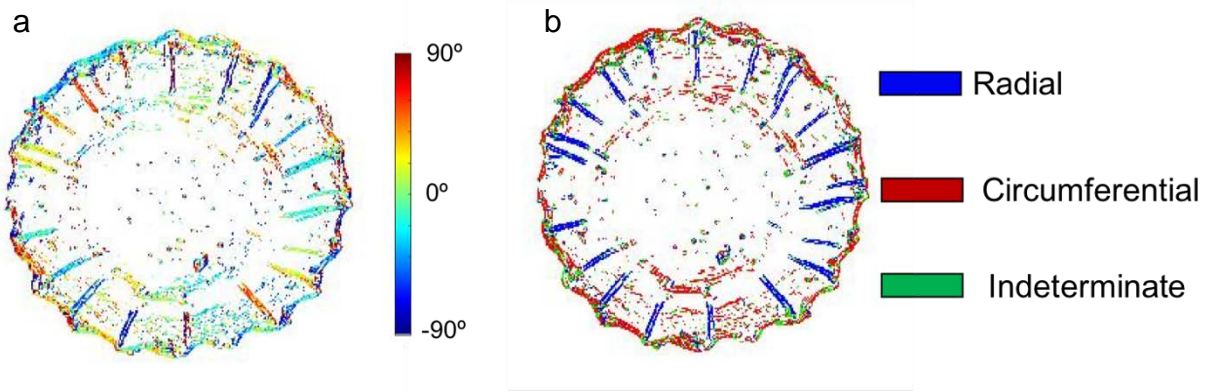 a
90º
0º
-90º
b
Radial
Circumferential
Indeterminate